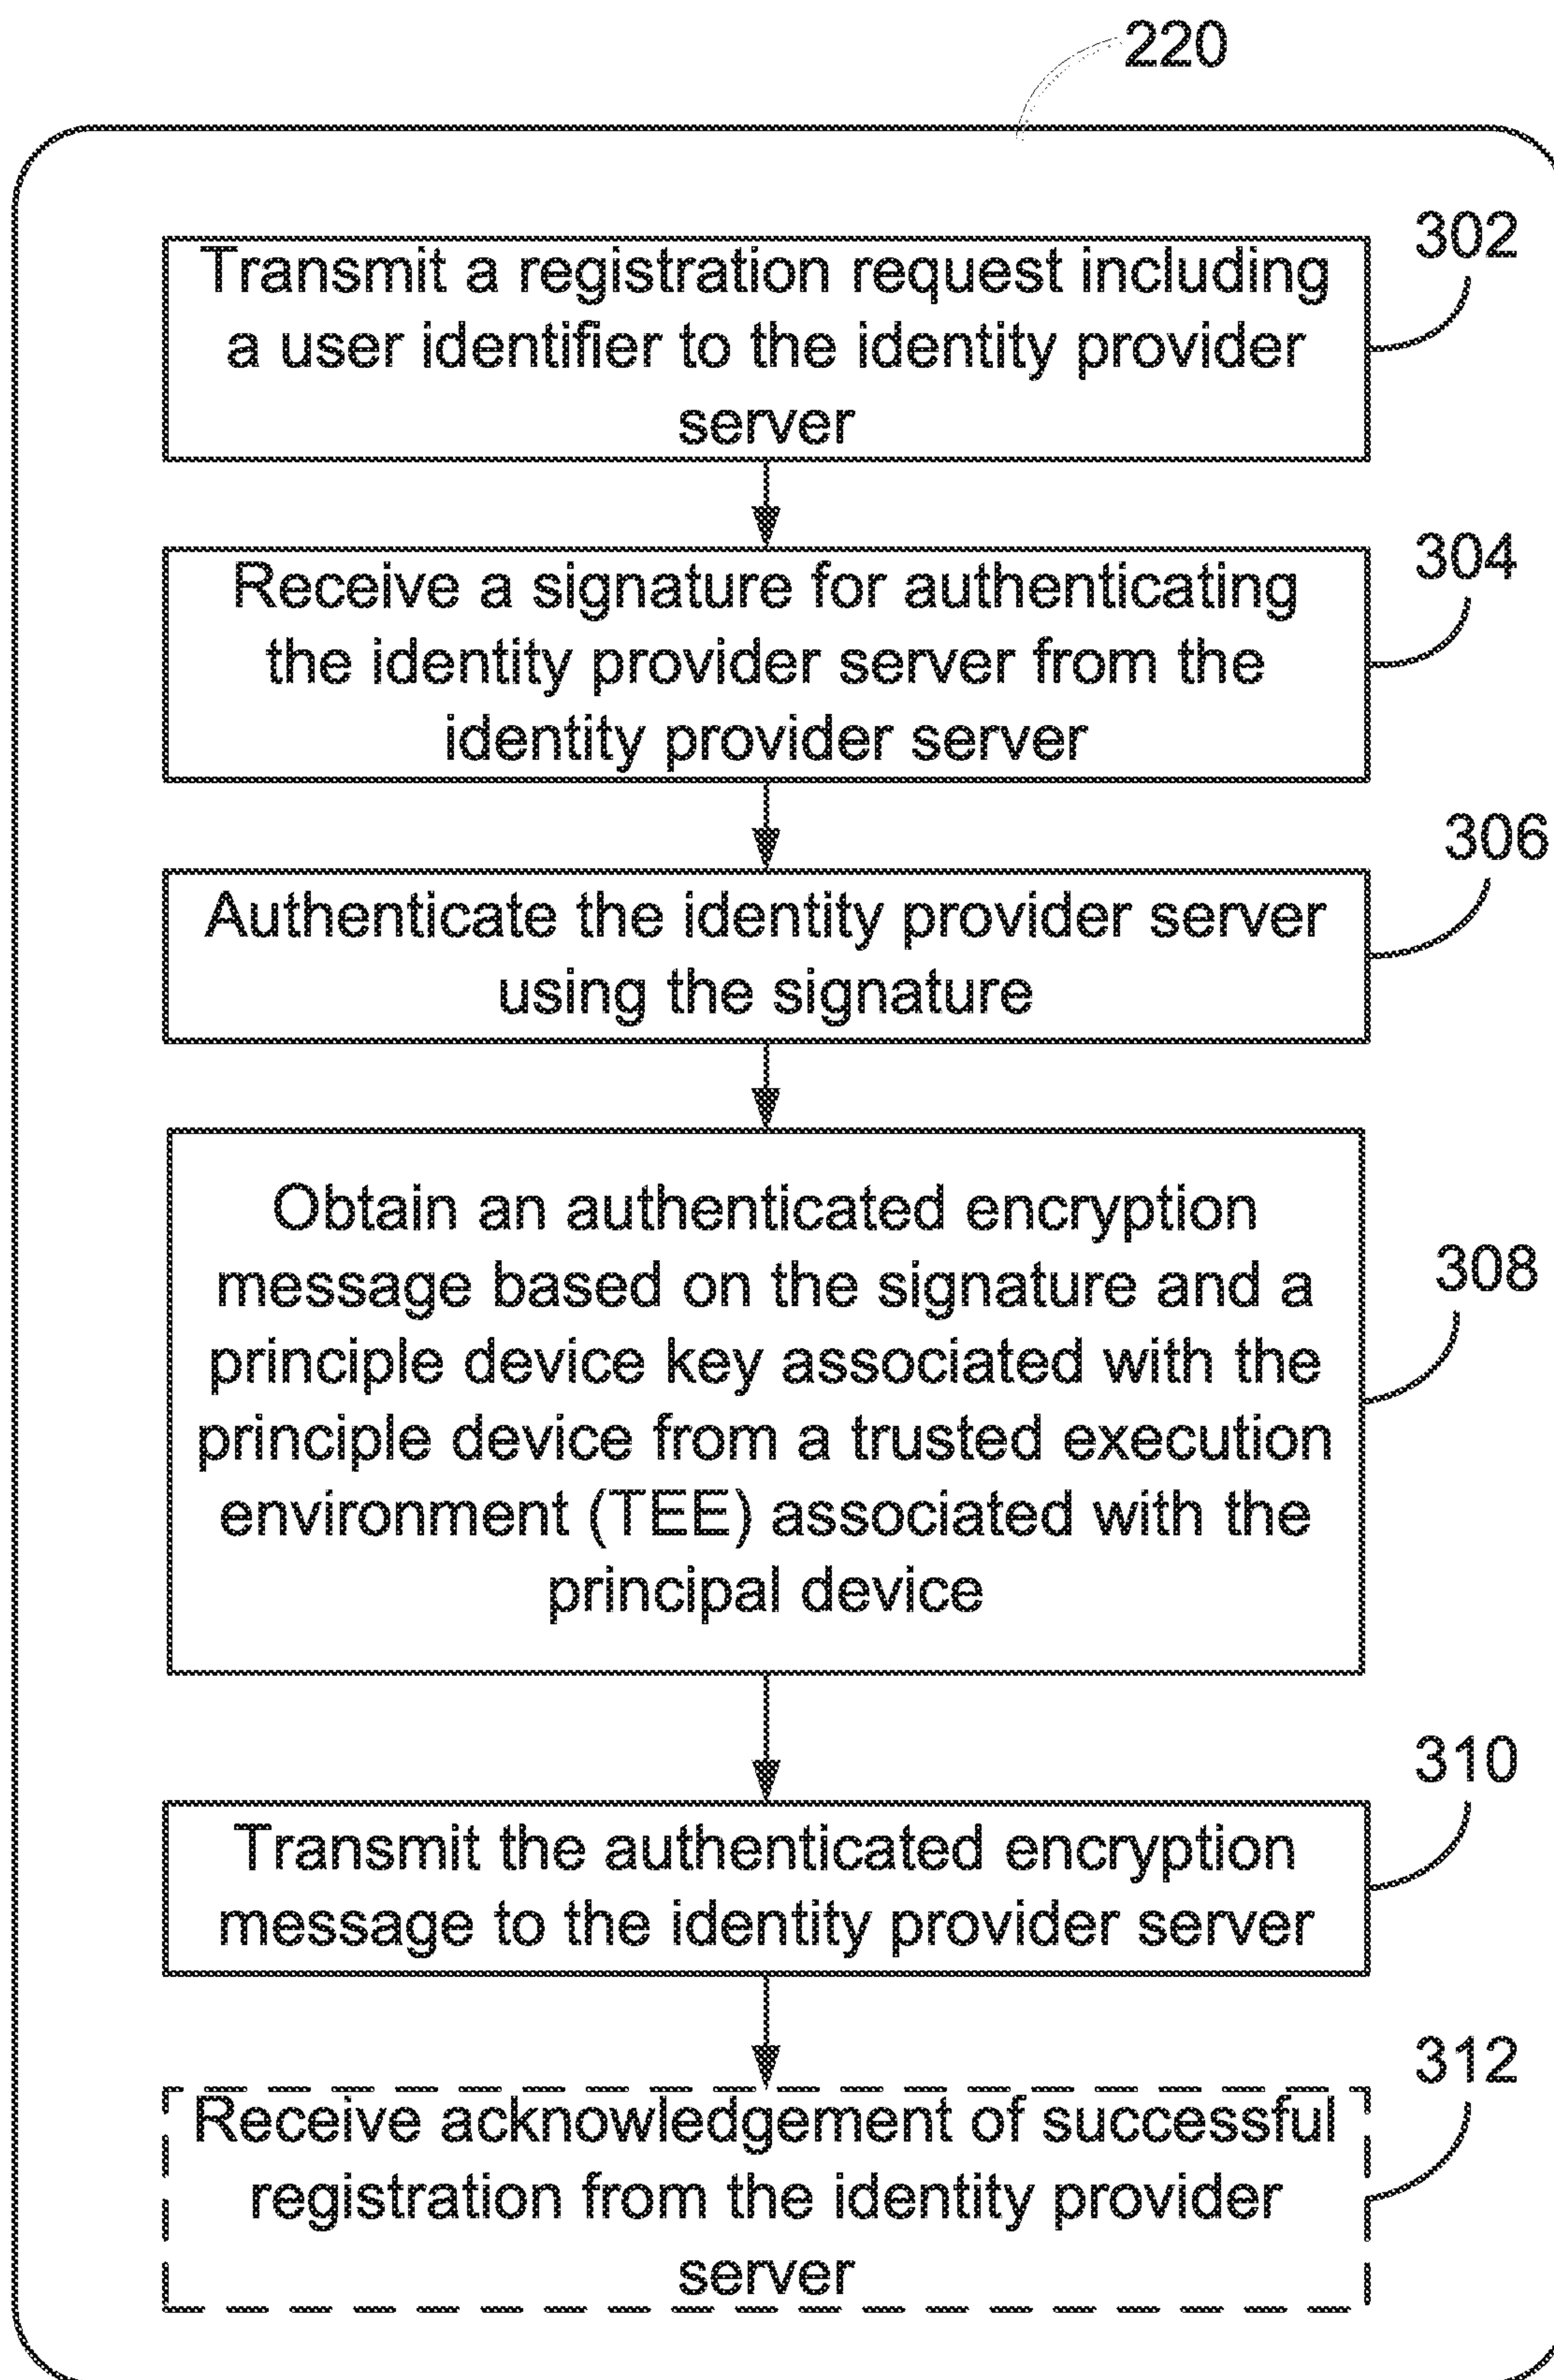 220
302
Transmit a registration request including
a user identifier to the identity provider
server
304
Receive a signature for authenticating
the identity provider server from the
identity provider server
306
Authenticate the identity provider server
using the signature
308
Obtain an authenticated encryption
message based on the signature and a
principle device key associated with the
principle device from a trusted execution
environment (TEE) associated with the
principal device
310
Transmit the authenticated encryption
message to the identity provider server
312
Receive acknowledgement of successful
registration from the identity provider
server